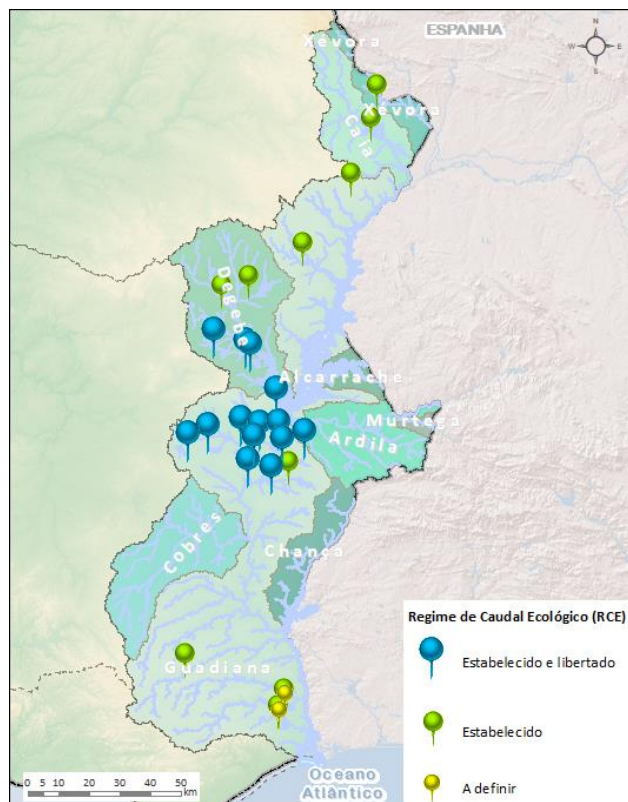 ESPANHA
N
W E
S
Xévora
Xévora
Caia
Degebe
Alcarrache
Murtega
Ardila
Cobres
Chança
Guadiana
Regime de Caudal Ecológico (RCE)
Estabelecido e libertado
Estabelecido
A definir
0 5 10 20 30 40 50
km
Oceano
Atlântico